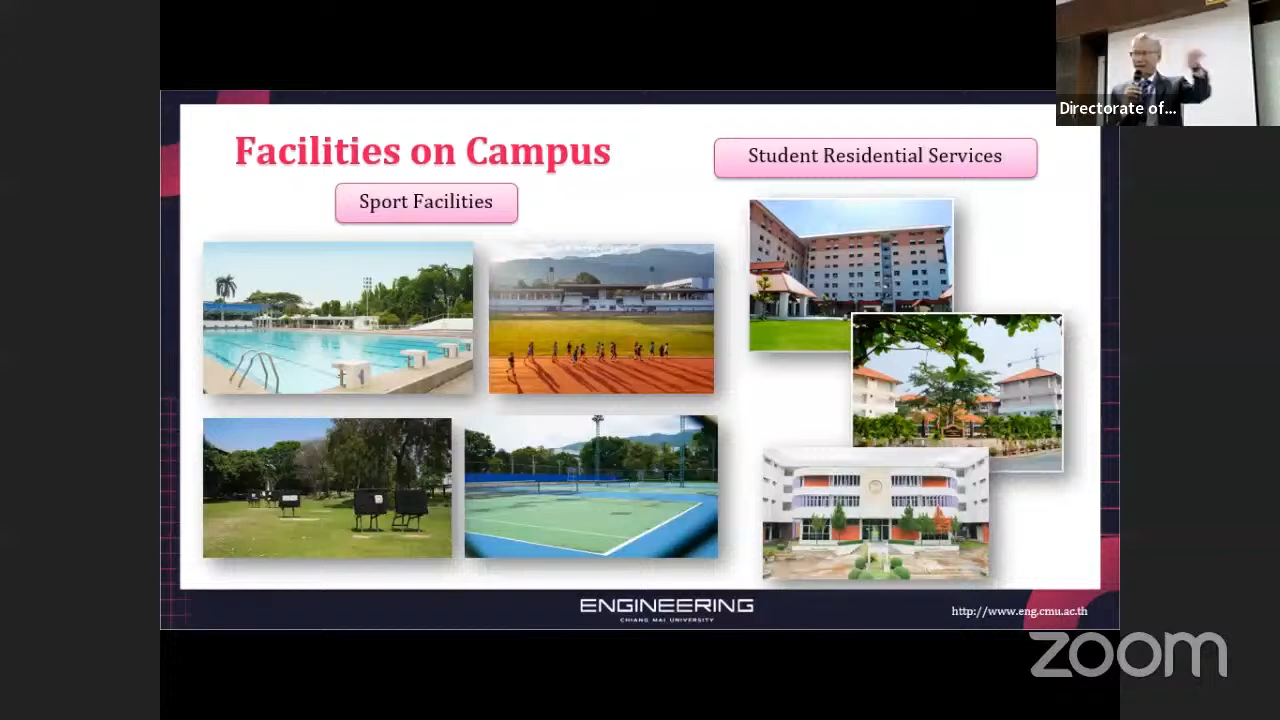 Directorate of...
Facilities on Campus
Student Residential Services
Sport Facilities
ENGINEERING
CHIANG MAI UNIVERSITY
http://www.eng.cmu.ac.th
zoom